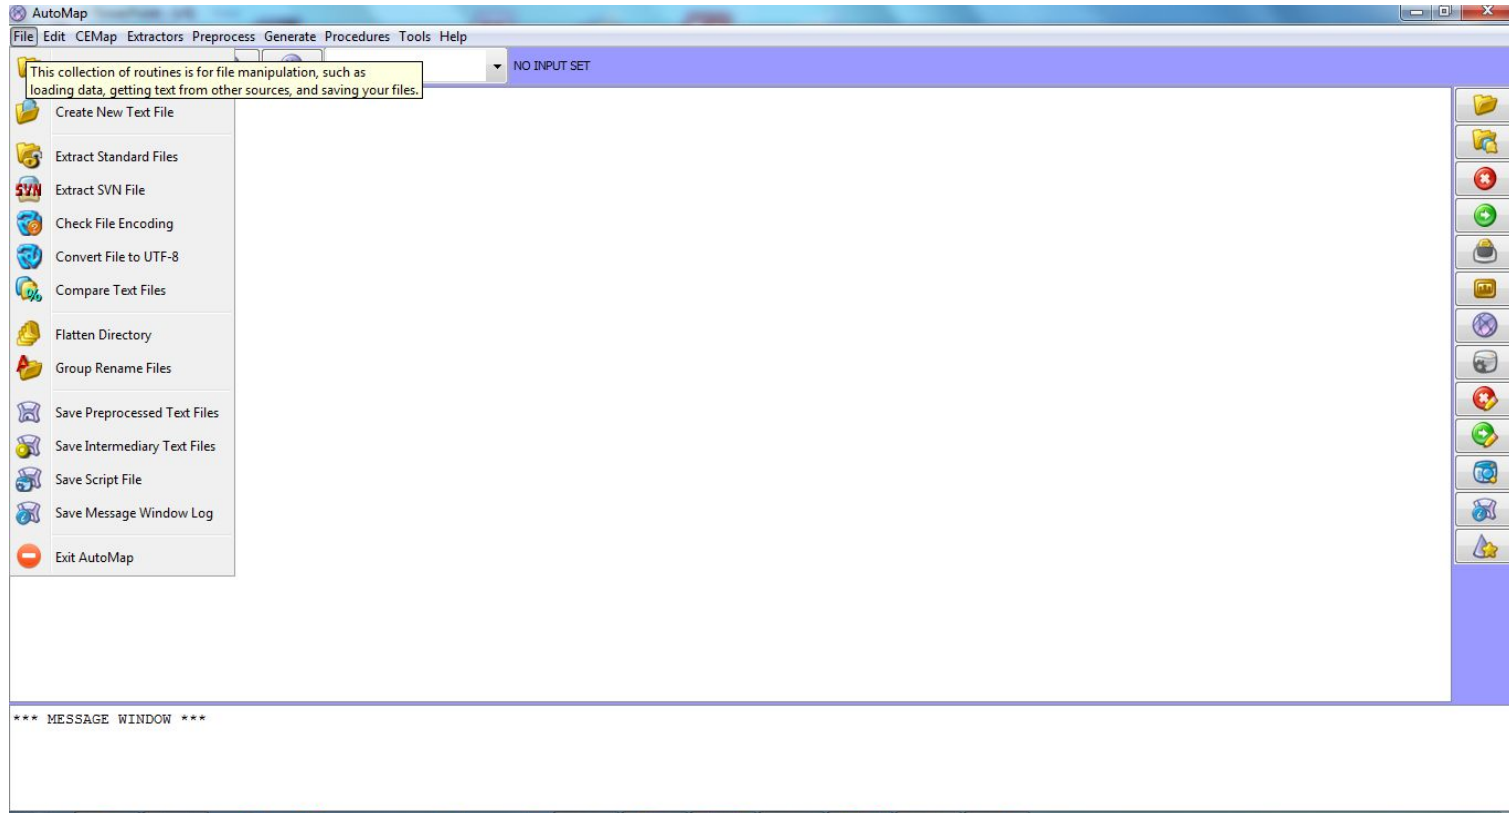 AutoMap
File Edit CEMap Extractors Preprocess Generate Procedures Tools Help
NO INPUT SET
This collection of routines is for file manipulation, such as
loading data, getting text from other sources, and saving your files.
Create New Text File
Extract Standard Files
SVN Extract SVN File
Check File Encoding
Convert File to UTF-8
Compare Text Files
Flatten Directory
Group Rename Files
Save Preprocessed Text Files
Save Intermediary Text Files
Save Script File
Save Message Window Log
Exit AutoMap
*** MESSAGE WINDOW ***